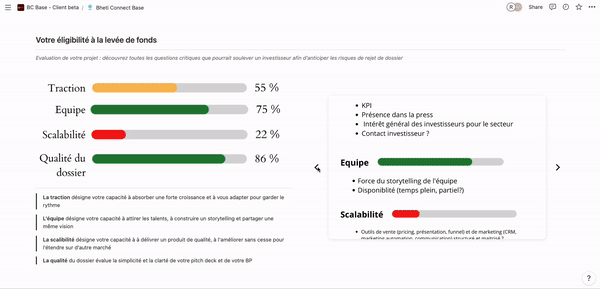 BC Base - Client beta / Bheti Connect Base
R
Share
Votre éligibilité à la levée de fonds
Evaluation de votre projet : découvrez toutes les questions critiques que pourrait soulever un investisseur afin d'anticiper les risques de rejet de dossier
Traction 55 %
Equipe 75 %
Scalabilité 22 %
Qualité du 86 %
dossier
La traction désigne votre capacité à absorber une forte croissance et à vous adapter pour garder le
rythme
L'équipe désigne votre capacité à attirer les talents, à construire un storytelling et partager une
même vision
La scalibilité désigne votre capacité à à délivrer un produit de qualité, à l'améliorer sans cesse pour
l'étendre sur d'autre marché
La qualité du dossier évalue la simplicité et la clarté de votre pitch deck et de votre BP
KPI
Présence dans la press
Intérêt général des investisseurs pour le secteur
Contact investisseur ?
Equipe
Force du storytelling de l'équipe
Disponiblité (temps plein, partiel?)
Scalabilité
Outils de vente (pricing, présentation, funnel) et de marketing (CRM,
marketing automation, communication) structuré et maitrisé ?
?